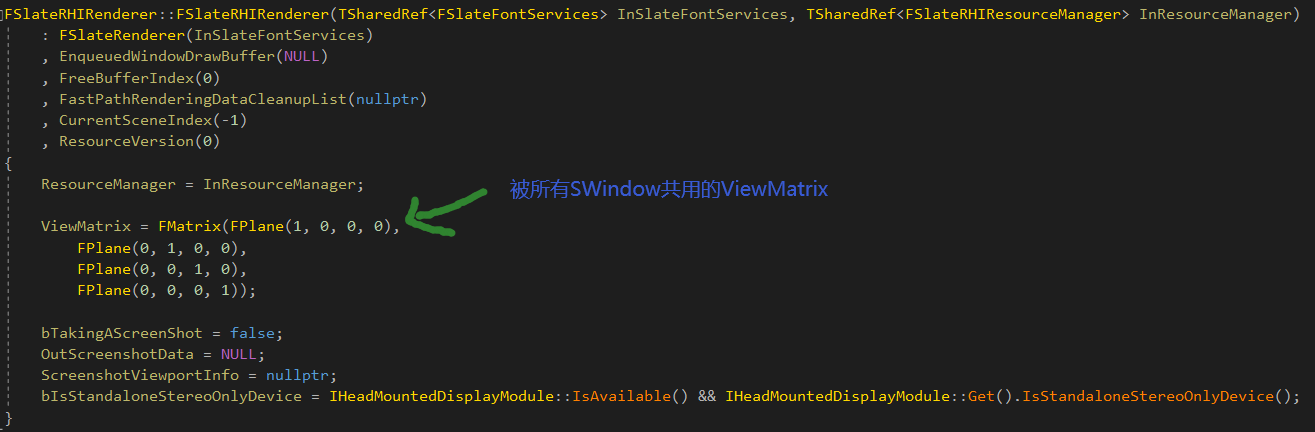 FSlateRHIRenderer::FSlateRHIRenderer(TSharedRef<FSlateFontServices> InSlateFontServices, TSharedRef<FSlateRHIResourceManager> InResourceManager)
: FSlateRenderer(InSlateFontServices)
, EnqueuedWindowDrawBuffer(NULL)
, FreeBufferIndex(0)
, FastPathRenderingDataCleanupList(nullptr)
, CurrentSceneIndex(-1)
, ResourceVersion(0)
{
ResourceManager = InResourceManager;
被所有SWindow共用的ViewMatrix
ViewMatrix = FMatrix(FPlane(1, 0, 0, 0),
FPlane(0, 1, 0, 0),
FPlane(0, 0, 1, 0),
FPlane(0, 0, 0, 1));
bTakingAScreenShot = false;
OutScreenshotData = NULL;
ScreenshotViewportInfo = nullptr;
bIsStandaloneStereoOnlyDevice = IHeadMountedDisplayModule::IsAvailable() && IHeadMountedDisplayModule::Get().IsStandaloneStereoOnlyDevice();
}